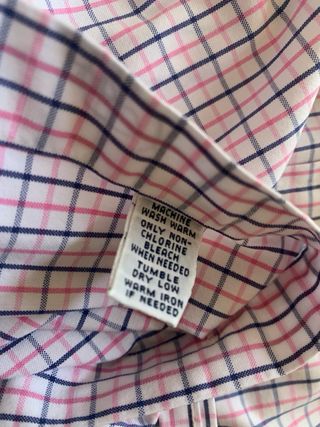 MACHINE
WASH WARM
ONLY NON-
CHLORINE
BLEACH
WHEN NEEDED
TUMBLE
DRY LOW
WARM IRON
IF NEEDED